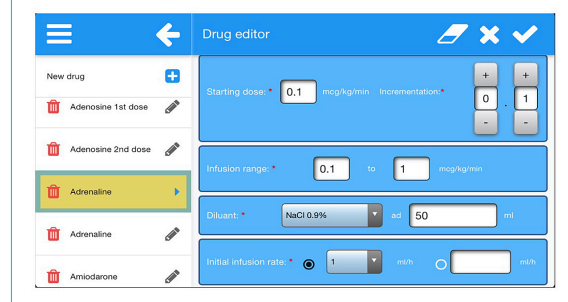 Drug editor
New drug
Adenosine 1st dose
Adenosine 2nd dose
Adrenaline
Adrenaline
Amiodarone
Starting dose: * 0.1 mcg/kg/min Incrementation:* + + 0 . 1 - -
Infusion range: * 0.1 to 1 mcg/kg/min
Diluant: * NaCl 0.9% ad 50 ml
Initial infusion rate: * 1 ml/h ml/h